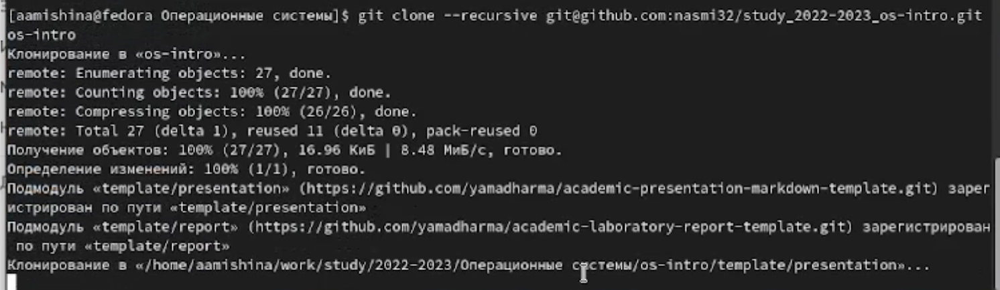 [aamishina@fedora Операционные системы]$ git clone --recursive git@github.com:nasmi32/study_2022-2023_os-intro.git
os-intro
Клонирование в «os-intro»...
remote: Enumerating objects: 27, done.
remote: Counting objects: 100% (27/27), done.
remote: Compressing objects: 100% (26/26), done.
remote: Total 27 (delta 1), reused 11 (delta 0), pack-reused 0
Получение объектов: 100% (27/27), 16.96 КиБ | 8.48 МиБ/с, готово.
Определение изменений: 100% (1/1), готово.
Подмодуль «template/presentation» (https://github.com/yamadharma/academic-presentation-markdown-template.git) зарег
истрирован по пути «template/presentation»
Подмодуль «template/report» (https://github.com/yamadharma/academic-laboratory-report-template.git) зарегистрирован
по пути «template/report»
Клонирование в «/home/aamishina/work/study/2022-2023/Операционные системы/os-intro/template/presentation»...